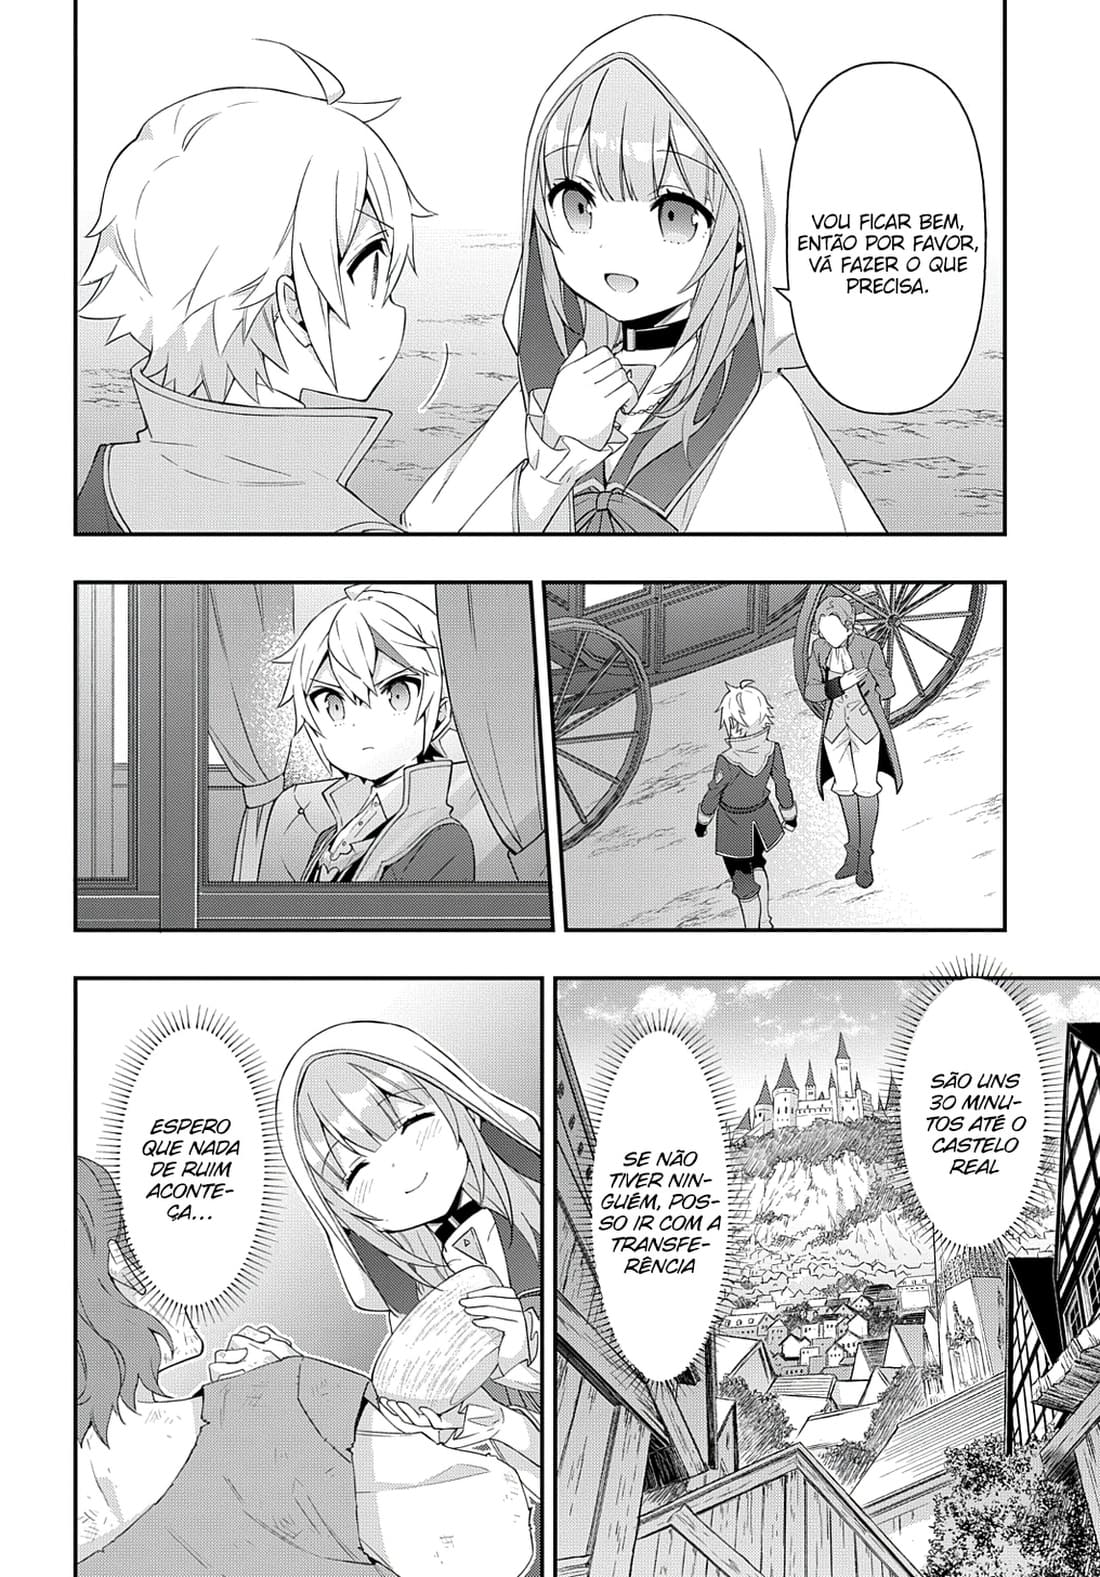 VOU FICAR BEM,
ENTÃO POR FAVOR,
VÁ FAZER O QUE
PRECISA.
SÃO UNS
30 MINU-
TOS ATÉ O
CASTELO
REAL
SE NÃO
TIVER NIN-
GUÉM, POS-
SO IR COM A
TRANSFE-
RÊNCIA
ESPERO
QUE NADA
DE RUIM
ACONTE-
ÇA...